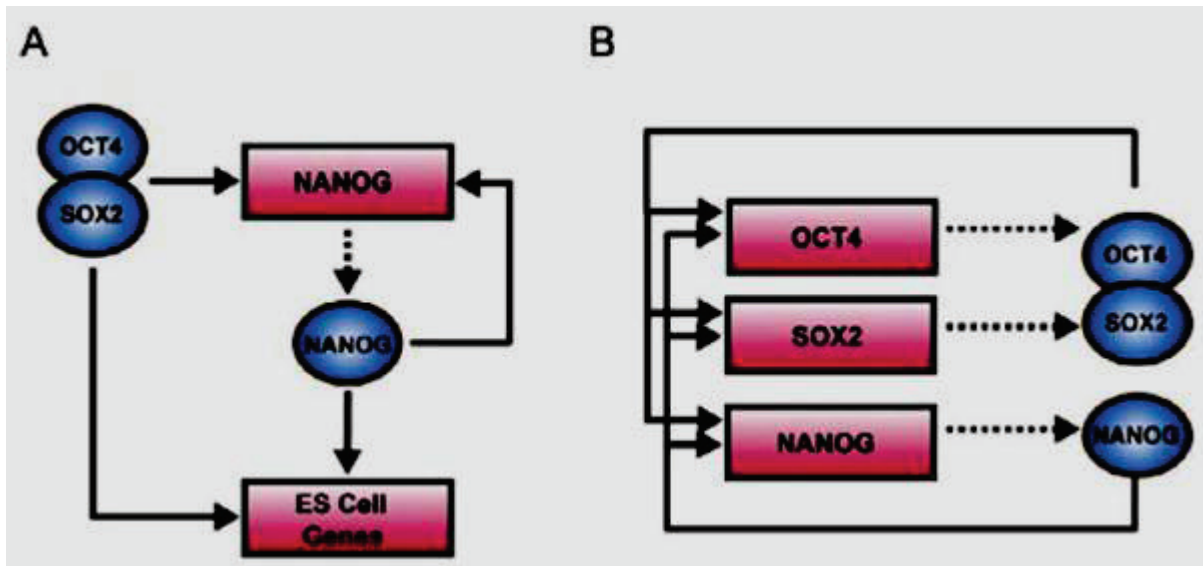 A
OCT4
SOX2
NANOG
NANOG
ES Cell
Genes
B
OCT4
SOX2
NANOG
OCT4
SOX2
NANOG